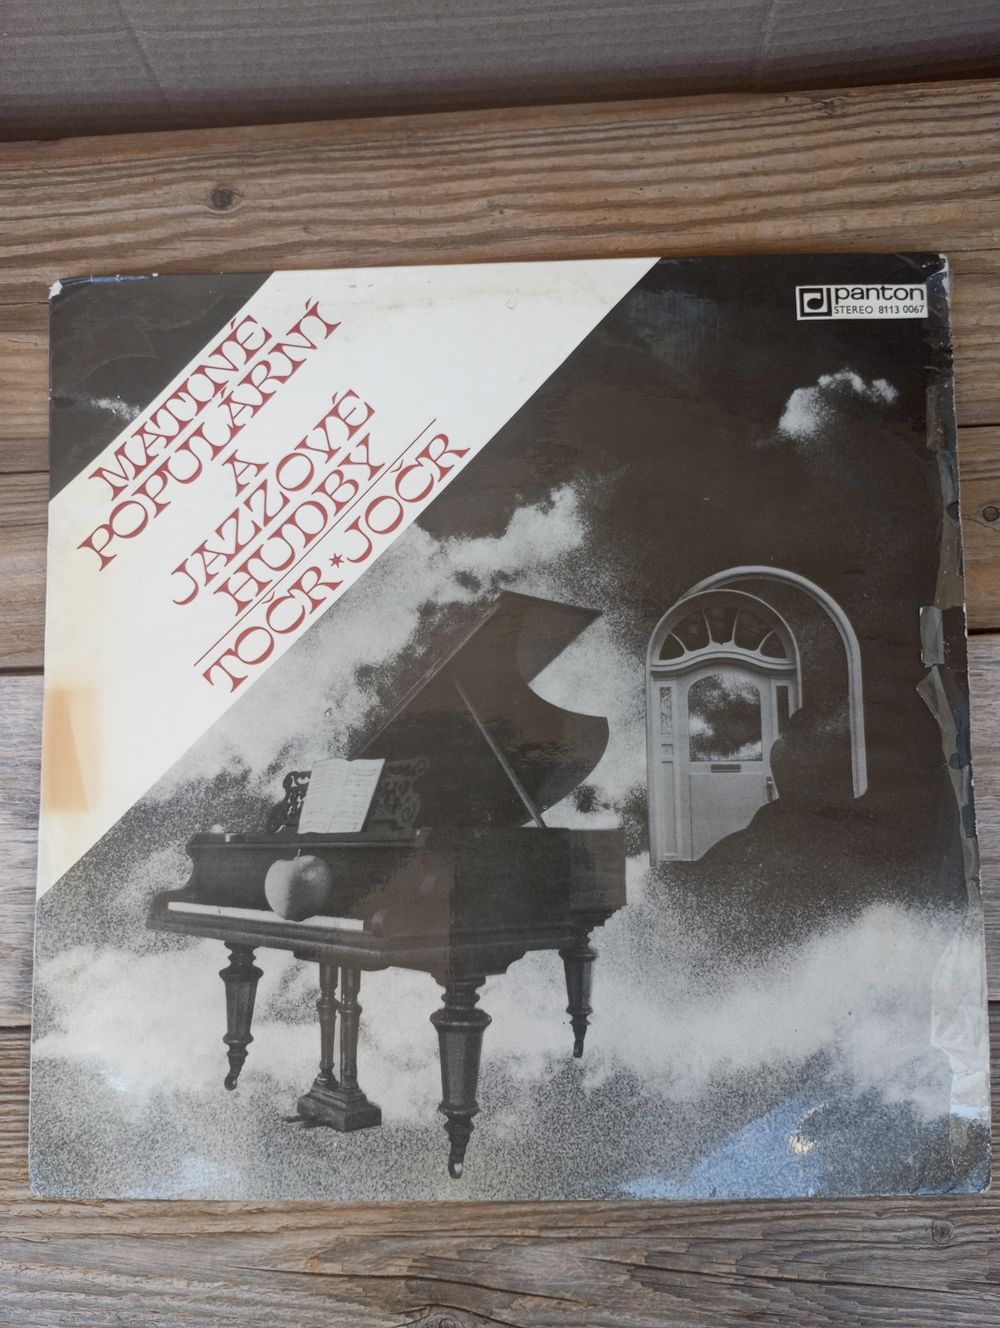 MATINÉ
POPULÁRNÍ
A
JAZZOVÉ
HUDBY
TOČR★JOČR
panton
STEREO 8113 0067